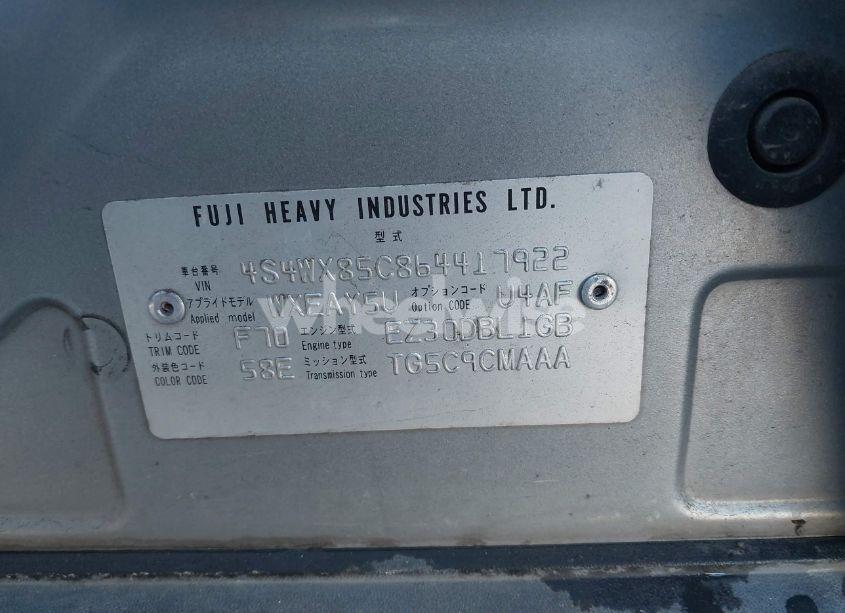 FUJI HEAVY INDUSTRIES LTD.
型式
車台番号 VIN 4S4WX85C864417922
アプライドモデル Applied model WXEAY5U オプションコード Option CODE U4AF
トリムコード TRIM CODE F70 エンジン型式 Engine type EZ30DBL1GB
外装色コード COLOR CODE 58E ミッション型式 Transmission type TG5C9CMAAA